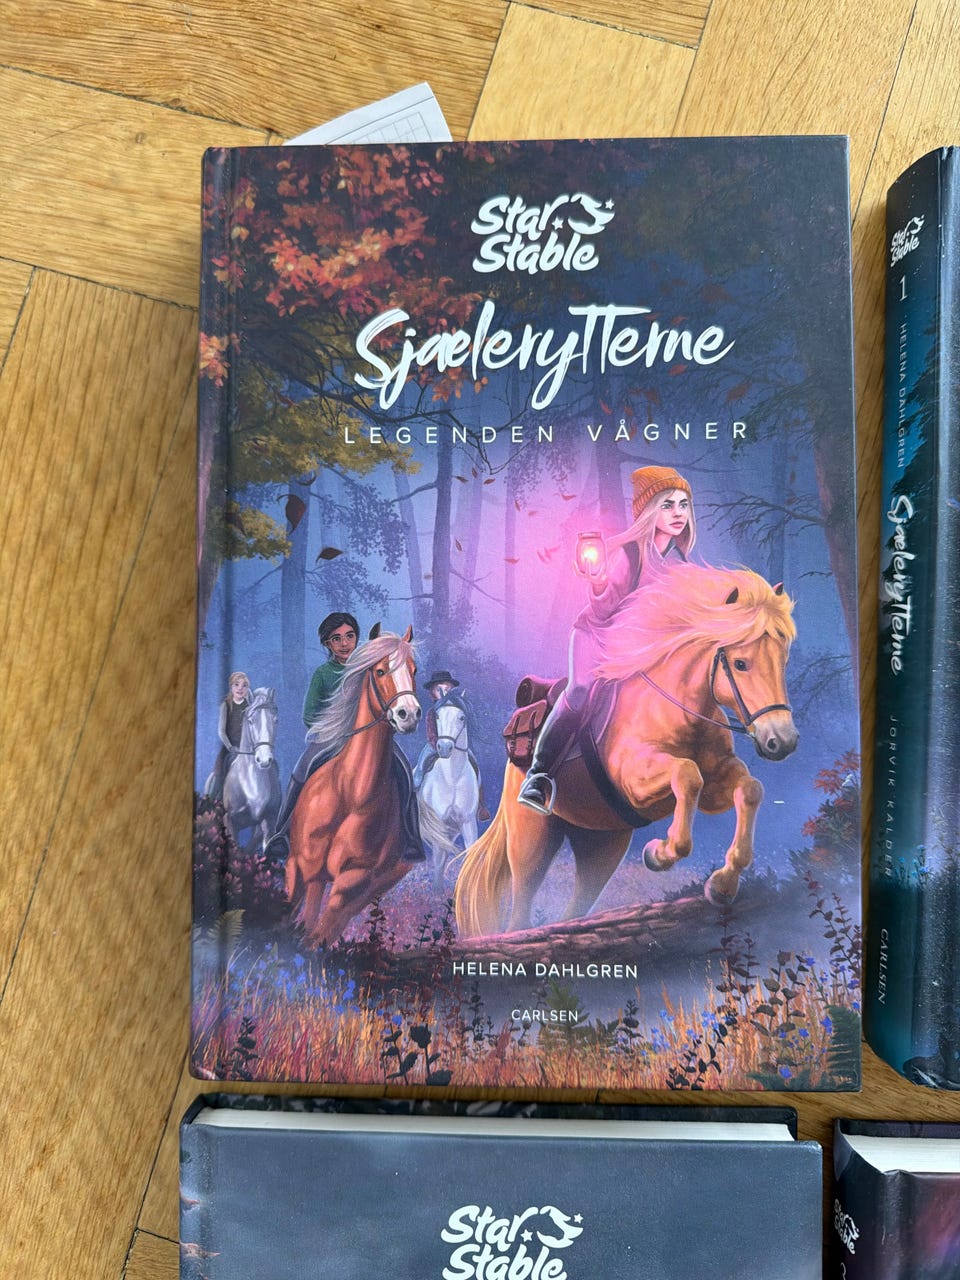 Star
Stable
Sjælerytterne
LEGENDEN VÅGNER
HELENA DAHLGREN
CARLSEN
Star
Stable
1
HELENA DAHLGREN
Sjælerytterne
JORVIK KALDER
CARLSEN
Star
Stable
Star
Stable